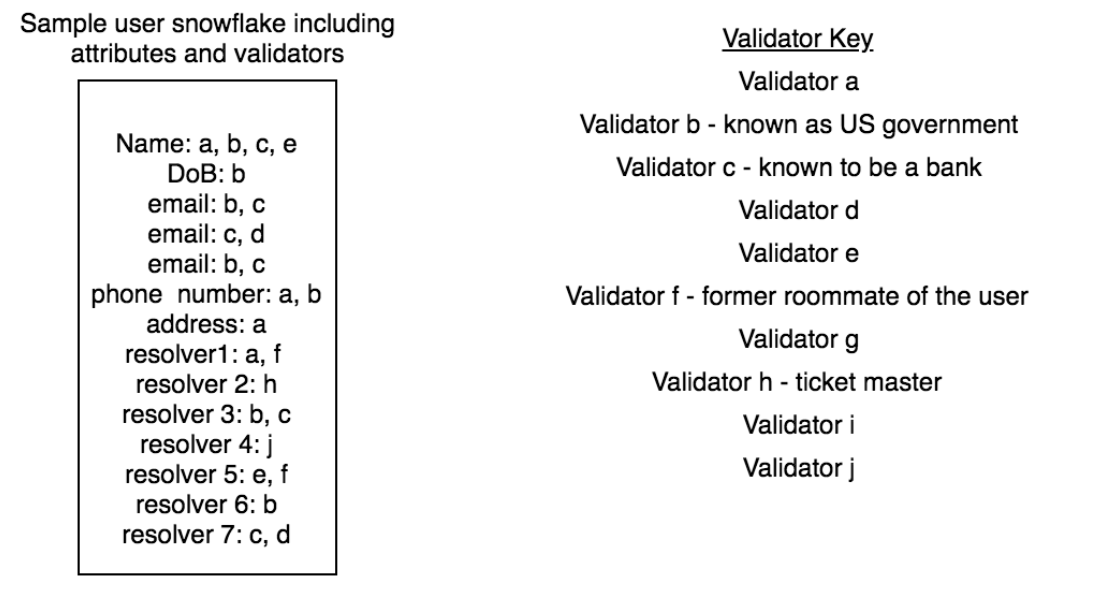 Sample user snowflake including
attributes and validators
Name: a, b, c, e
DoB: b
email: b, c
email: c, d
email: b, c
phone  number: a, b
address: a
resolver1: a, f
resolver 2: h
resolver 3: b, c
resolver 4: j
resolver 5: e, f
resolver 6: b
resolver 7: c, d
Validator Key
Validator a
Validator b - known as US government
Validator c - known to be a bank
Validator d
Validator e
Validator f - former roommate of the user
Validator g
Validator h - ticket master
Validator i
Validator j